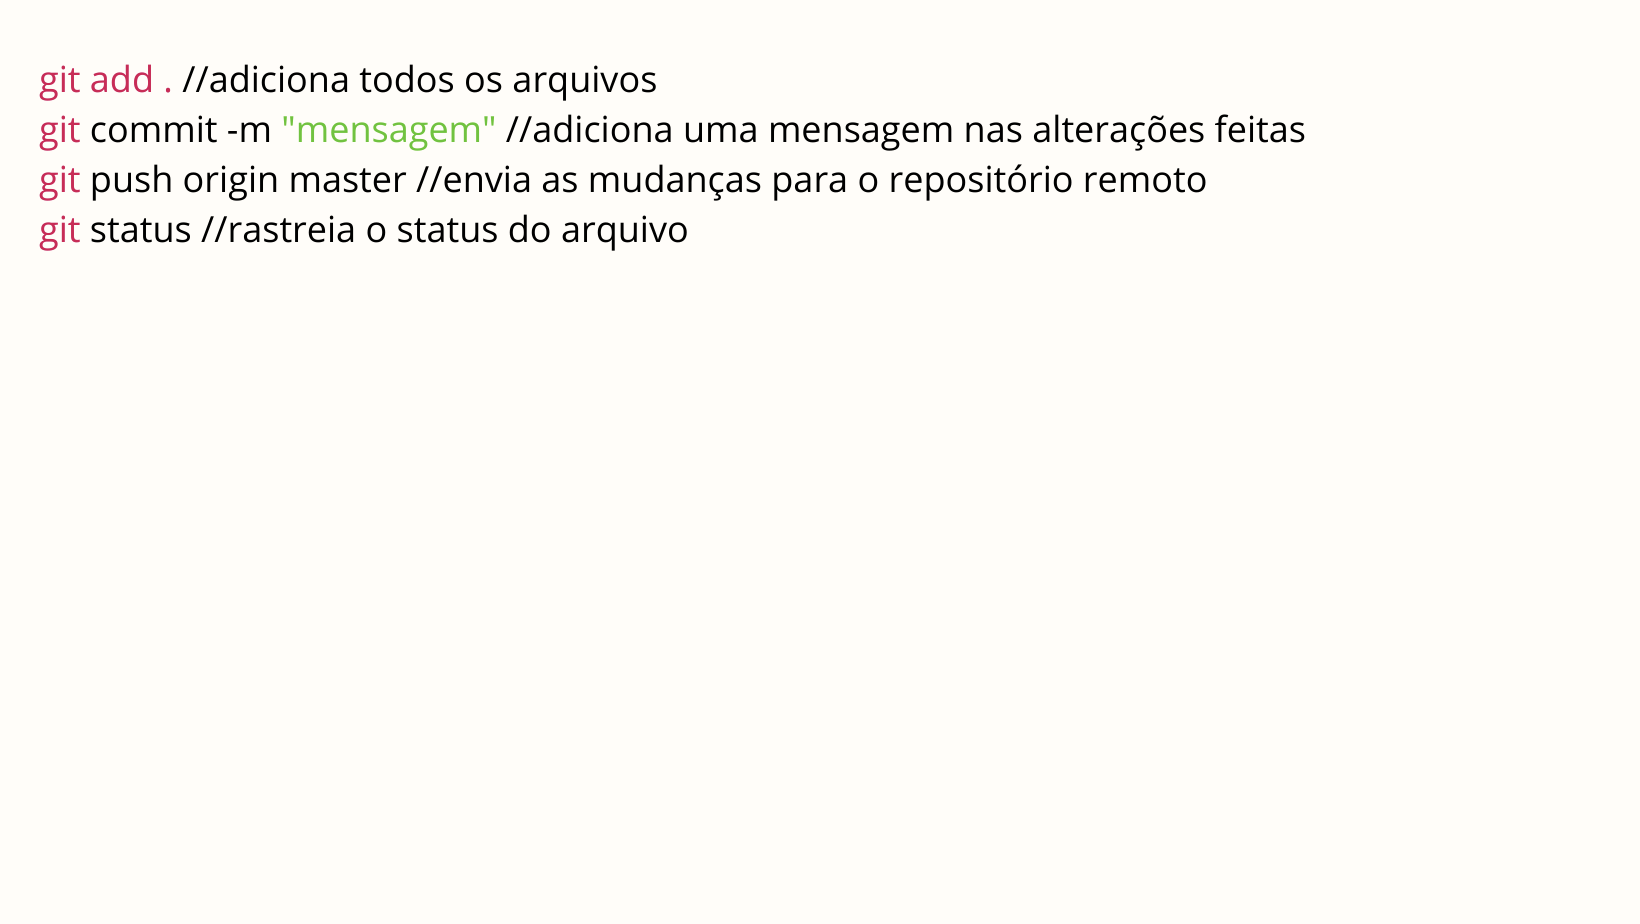 git add . //adiciona todos os arquivos
git commit -m "mensagem" //adiciona uma mensagem nas alterações feitas
git push origin master //envia as mudanças para o repositório remoto
git status //rastreia o status do arquivo